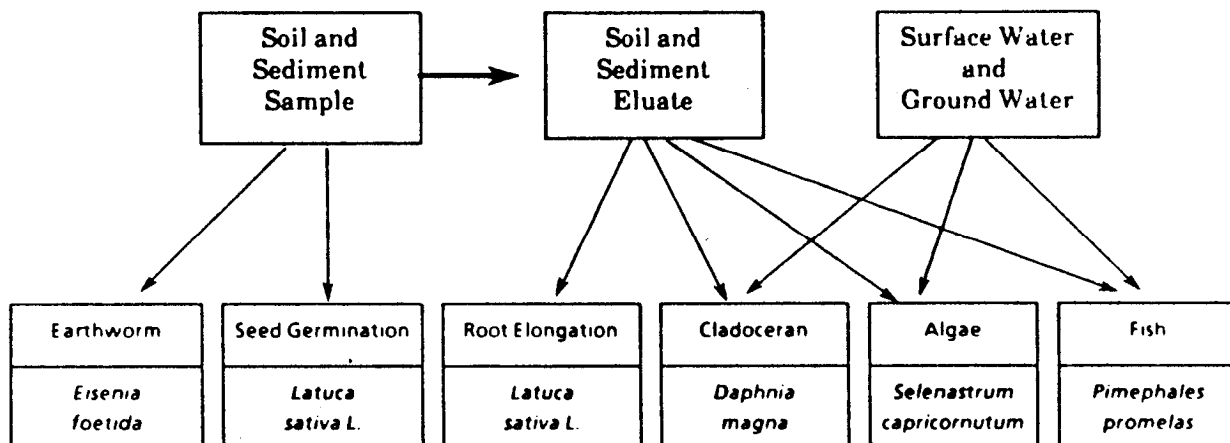 Soil and
Sediment
Sample
Soil and
Sediment
Eluate
Surface Water
and
Ground Water
Earthworm
Seed Germination
Root Elongation
Cladoceran
Algae
Fish
Eisenia
foetida
Latuca
sativa L.
Latuca
sativa L.
Daphnia
magna
Selenastrum
capricornutum
Pimephales
promelas